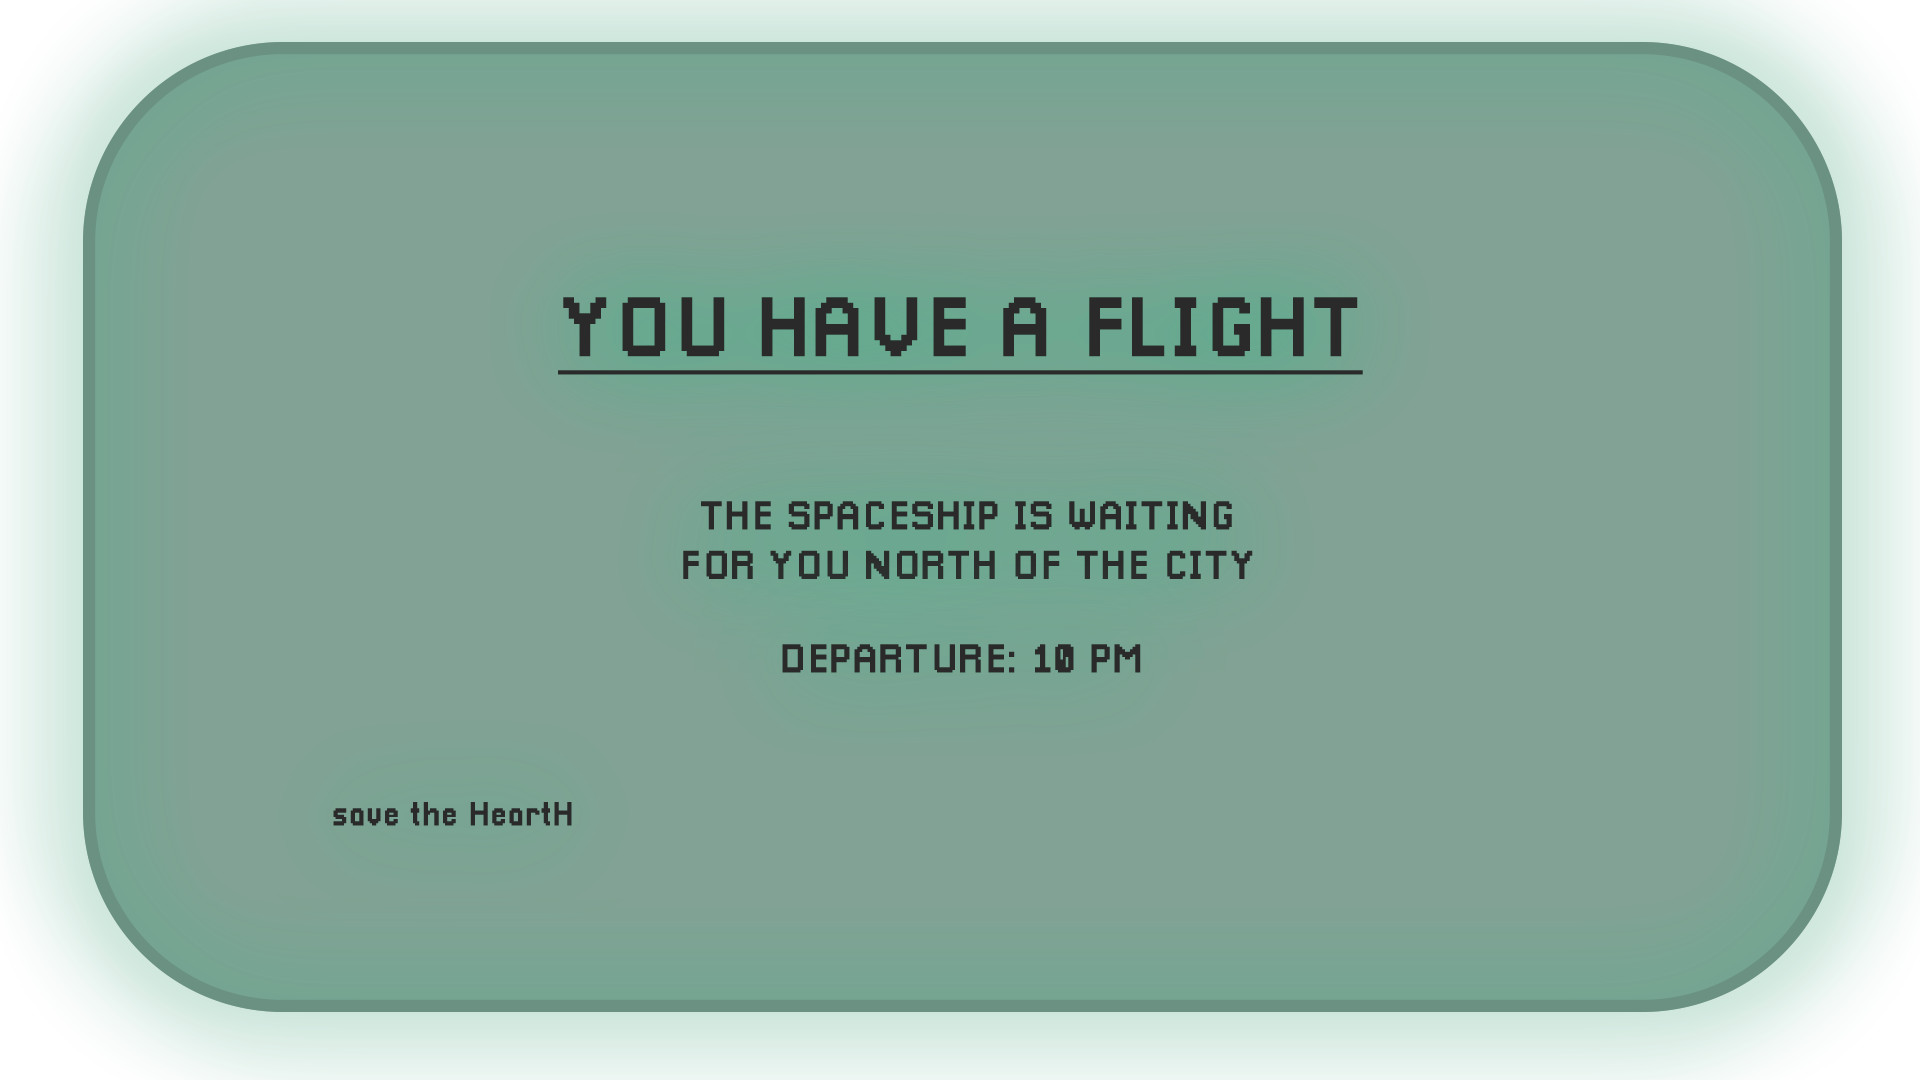 YOU HAVE A FLIGHT
THE SPACESHIP IS WAITING
FOR YOU NORTH OF THE CITY
DEPARTURE: 10 PM
save the HeartH